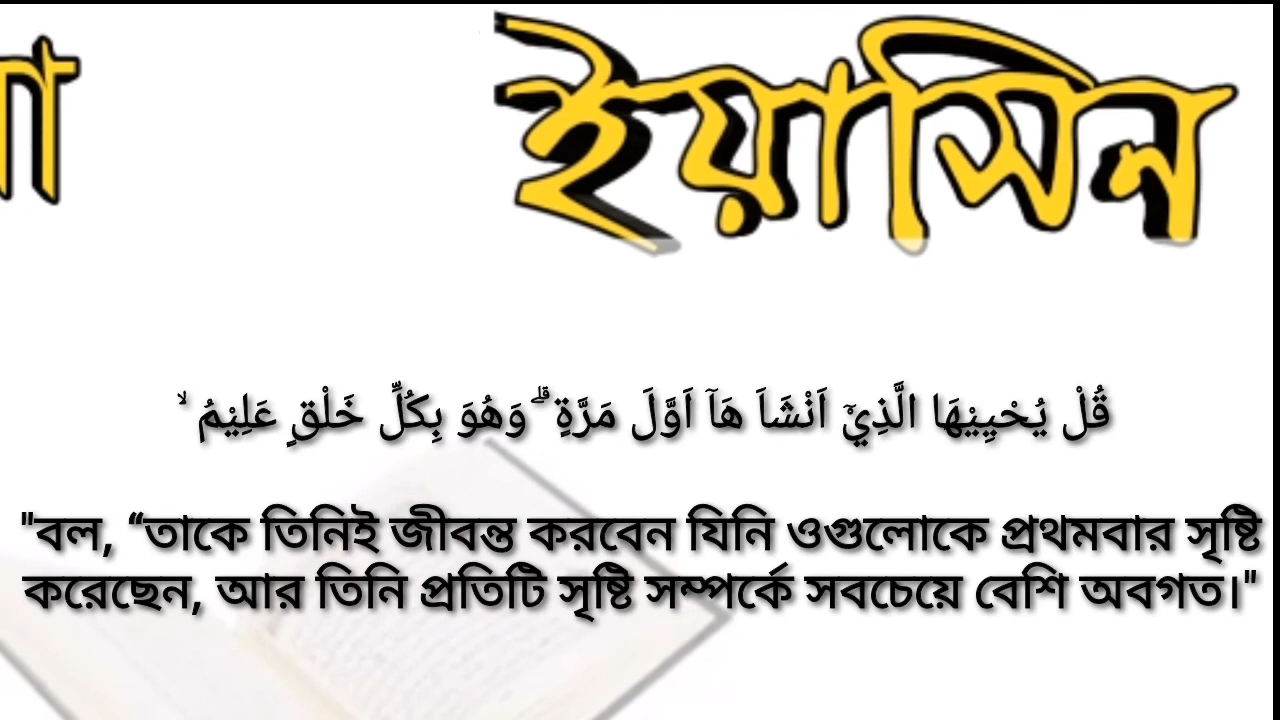 ইয়াসিন
قُلْ يُحْيِيْهَا الَّذِيْٓ اَنْشَاَ هَآ اَوَّلَ مَرَّةٍ ۗوَهُوَ بِكُلِّ خَلْقٍ عَلِيْمُ ۙ
"বল, “তাকে তিনিই জীবন্ত করবেন যিনি ওগুলোকে প্রথমবার সৃষ্টি
করেছেন, আর তিনি প্রতিটি সৃষ্টি সম্পর্কে সবচেয়ে বেশি অবগত।"